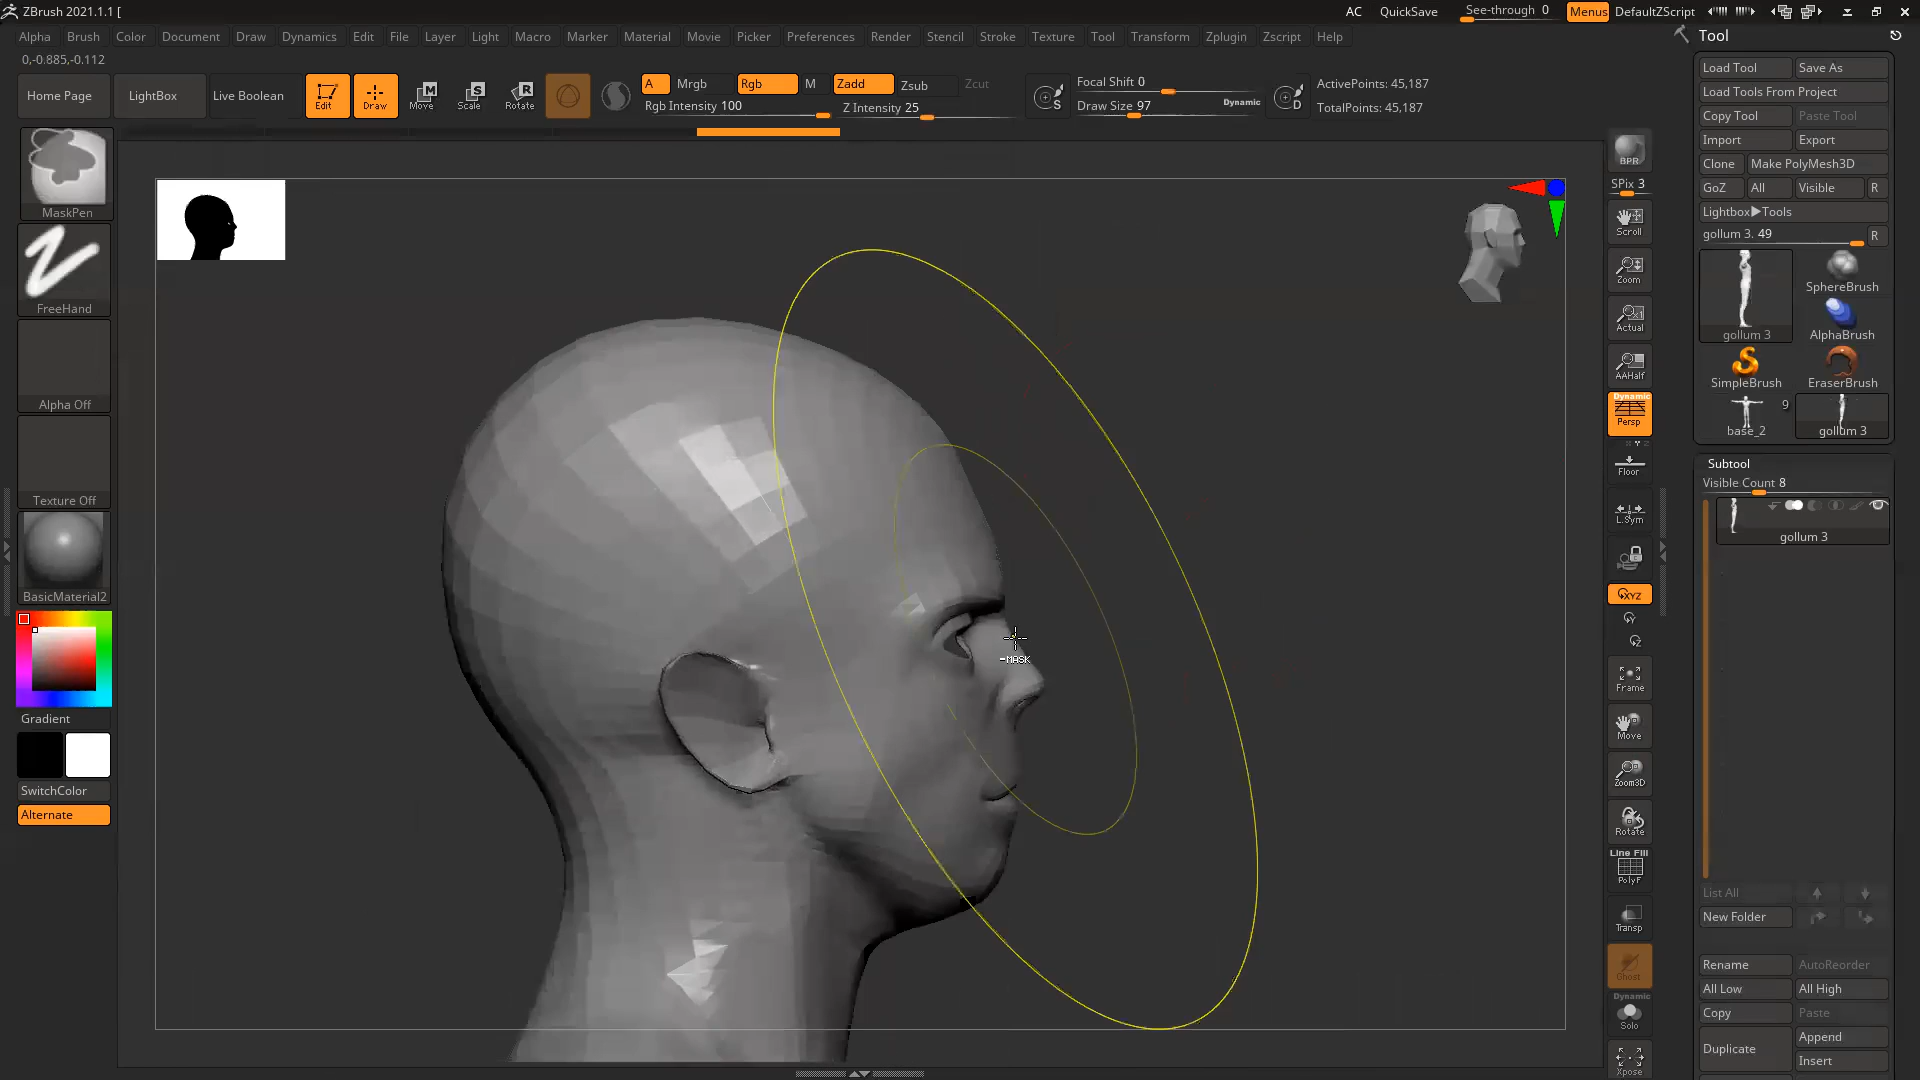 ZBrush 2021.1.1 [
AC QuickSave See-through 0 Menus DefaultZScript
Alpha Brush Color Document Draw Dynamics Edit File Layer Light Macro Marker Material Movie Picker Preferences Render Stencil Stroke Texture Tool Transform Zplugin Zscript Help
0,-0.885,-0.112
Home Page LightBox Live Boolean Edit Draw Move Scale Rotate
A Mrgb Rgb M Zadd Zsub Zcut
Rgb Intensity 100 Z Intensity 25
Focal Shift 0
Draw Size 97 Dynamic
ActivePoints: 45,187
TotalPoints: 45,187
MaskPen
FreeHand
Alpha Off
Texture Off
BasicMaterial2
Gradient
SwitchColor
Alternate
-MASK
BPR
SPix 3
Scroll
Zoom
Actual
AAHalf
Dynamic
Persp
Floor
L.Sym
XYZ
Y
Z
Frame
Move
Zoom3D
Rotate
Line Fill
PolyF
Transp
Ghost
Dynamic
Solo
Xpose
Tool
Load Tool Save As
Load Tools From Project
Copy Tool Paste Tool
Import Export
Clone Make PolyMesh3D
GoZ All Visible R
Lightbox▶Tools
gollum 3. 49 R
gollum 3 SphereBrush
AlphaBrush
SimpleBrush EraserBrush
9
base_2 gollum 3
Subtool
Visible Count 8
gollum 3
List All
New Folder
Rename AutoReorder
All Low All High
Copy Paste
Duplicate Append
Insert